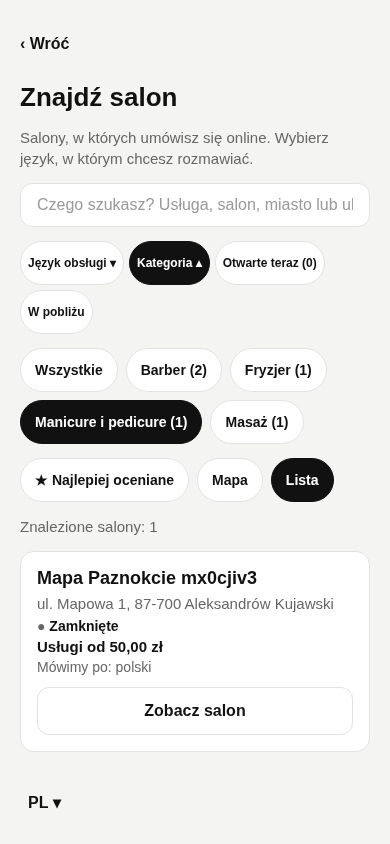 ‹ Wróć
Znajdź salon
Salony, w których umówisz się online. Wybierz
język, w którym chcesz rozmawiać.
Czego szukasz? Usługa, salon, miasto lub ul
Język obsługi ▾ Kategoria ▴ Otwarte teraz (0)
W pobliżu
Wszystkie Barber (2) Fryzjer (1)
Manicure i pedicure (1) Masaż (1)
★ Najlepiej oceniane Mapa Lista
Znalezione salony: 1
Mapa Paznokcie mx0cjiv3
ul. Mapowa 1, 87-700 Aleksandrów Kujawski
● Zamknięte
Usługi od 50,00 zł
Mówimy po: polski
Zobacz salon
PL ▾